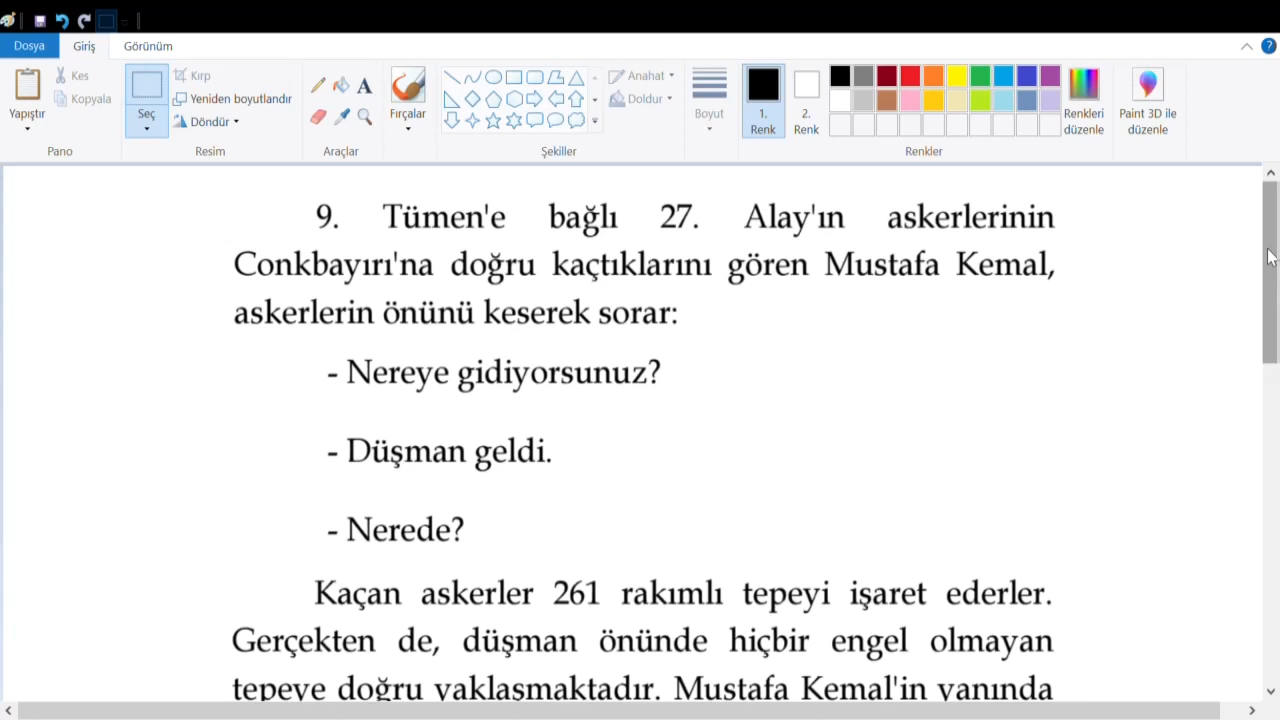 Dosya Giriş Görünüm
Yapıştır
Kes
Kopyala
Pano
Seç
Kırp
Yeniden boyutlandır
Döndür
Resim
A
Araçlar
Fırçalar
Anahat
Doldur
Şekiller
Boyut
1. Renk
2. Renk
Renkleri düzenle
Paint 3D ile düzenle
Renkler
9. Tümen'e bağlı 27. Alay'ın askerlerinin
Conkbayırı'na doğru kaçtıklarını gören Mustafa Kemal,
askerlerin önünü keserek sorar:
- Nereye gidiyorsunuz?
- Düşman geldi.
- Nerede?
Kaçan askerler 261 rakımlı tepeyi işaret ederler.
Gerçekten de, düşman önünde hiçbir engel olmayan
tepeye doğru yaklaşmaktadır. Mustafa Kemal'in yanında